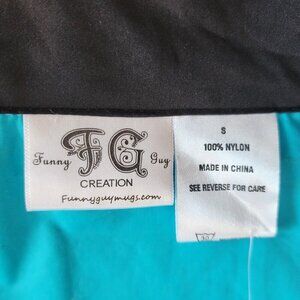 Funny FG Guy
CREATION
Funnyguymugs.com
S
100% NYLON
MADE IN CHINA
SEE REVERSE FOR CARE